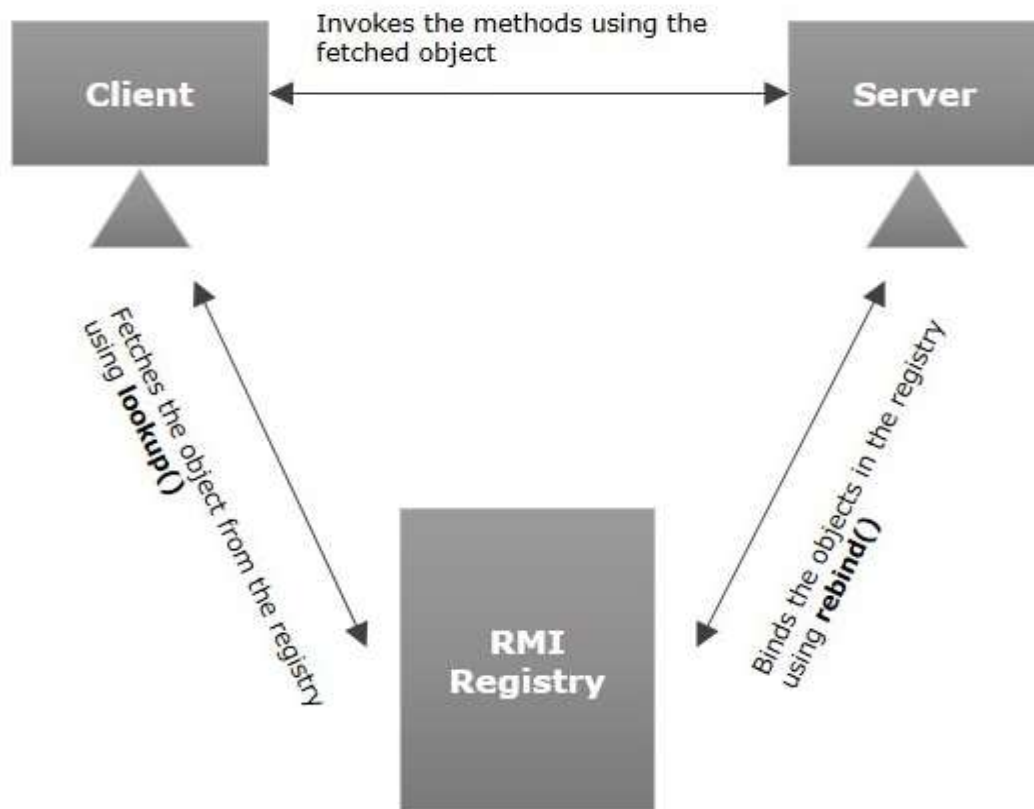 Invokes the methods using the
fetched object
Client
Server
Fetches the object from the registry
using lookup()
Binds the objects in the registry
using rebind()
RMI
Registry